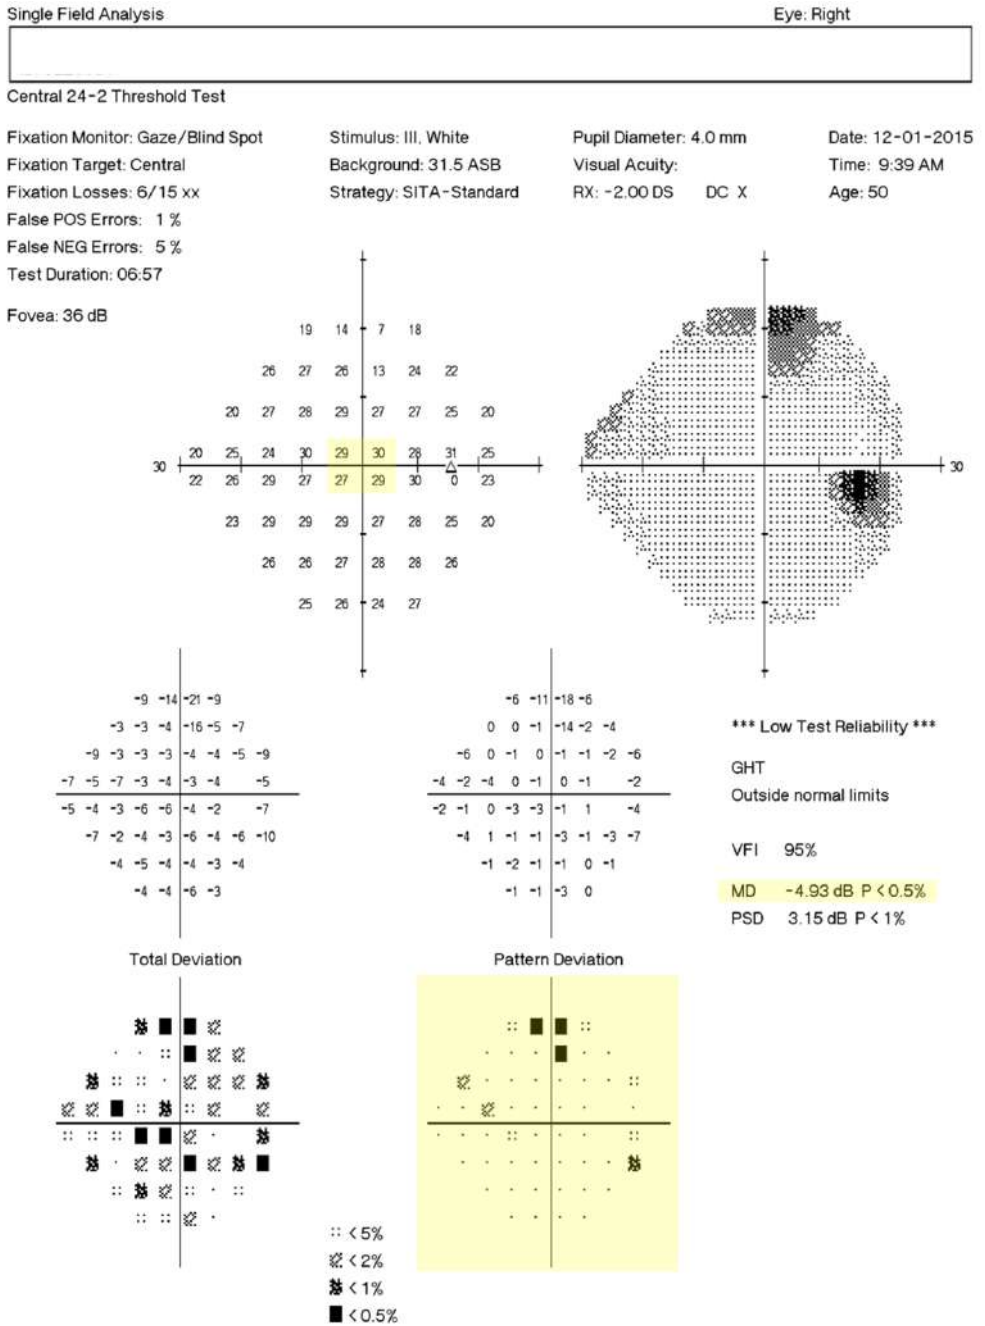 Single Field Analysis
Eye: Right
Central 24-2 Threshold Test
Fixation Monitor: Gaze/Blind Spot
Stimulus: III, White
Pupil Diameter: 4.0 mm
Date: 12-01-2015
Fixation Target: Central
Background: 31.5 ASB
Visual Acuity:
Time: 9:39 AM
Fixation Losses: 6/15 xx
Strategy: SITA-Standard
RX: -2.00 DS DC X
Age: 50
False POS Errors: 1 %
False NEG Errors: 5 %
Test Duration: 06:57
Fovea: 36 dB
19 14 7 18
26 27 26 13 24 22
20 27 28 29 27 27 25 20
20 25 24 30 29 30 28 31 25
30
30
22 26 29 27 27 29 30 0 23
23 29 29 29 27 28 25 20
26 26 27 28 28 26
25 26 24 27
-9 -14 -21 -9
-3 -3 -4 -16 -5 -7
-9 -3 -3 -3 -4 -4 -5 -9
-7 -5 -7 -3 -4 -3 -4 -5
-5 -4 -3 -6 -6 -4 -2 -7
-7 -2 -4 -3 -6 -4 -6 -10
-4 -5 -4 -4 -3 -4
-4 -4 -6 -3
Total Deviation
-6 -11 -18 -6
0 0 -1 -14 -2 -4
-6 0 -1 0 -1 -1 -2 -6
-4 -2 -4 0 -1 0 -1 -2
-2 -1 0 -3 -3 -1 1 -4
-4 1 -1 -1 -3 -1 -3 -7
-1 -2 -1 -1 0 -1
-1 -1 -3 0
Pattern Deviation
*** Low Test Reliability ***
GHT
Outside normal limits
VFI 95%
MD -4.93 dB P < 0.5%
PSD 3.15 dB P < 1%
< 5%
< 2%
< 1%
< 0.5%